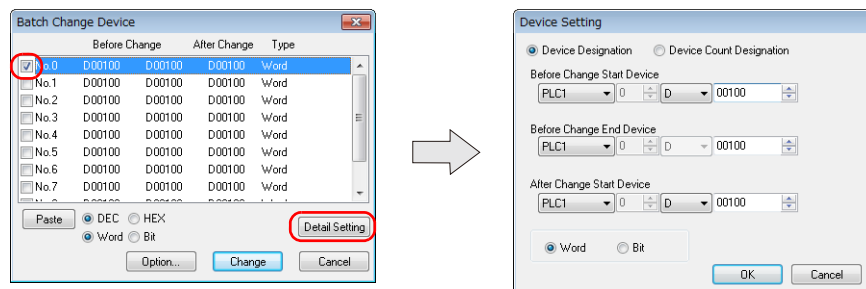 Batch Change Device
Before Change After Change Type
No.0 D00100 D00100 D00100 Word
No.1 D00100 D00100 D00100 Word
No.2 D00100 D00100 D00100 Word
No.3 D00100 D00100 D00100 Word
No.4 D00100 D00100 D00100 Word
No.5 D00100 D00100 D00100 Word
No.6 D00100 D00100 D00100 Word
No.7 D00100 D00100 D00100 Word
Paste DEC HEX
Word Bit
Detail Setting
Option... Change Cancel
Device Setting
Device Designation Device Count Designation
Before Change Start Device
PLC1 0 D 00100
Before Change End Device
PLC1 0 D 00100
After Change Start Device
PLC1 0 D 00100
Word Bit
OK Cancel